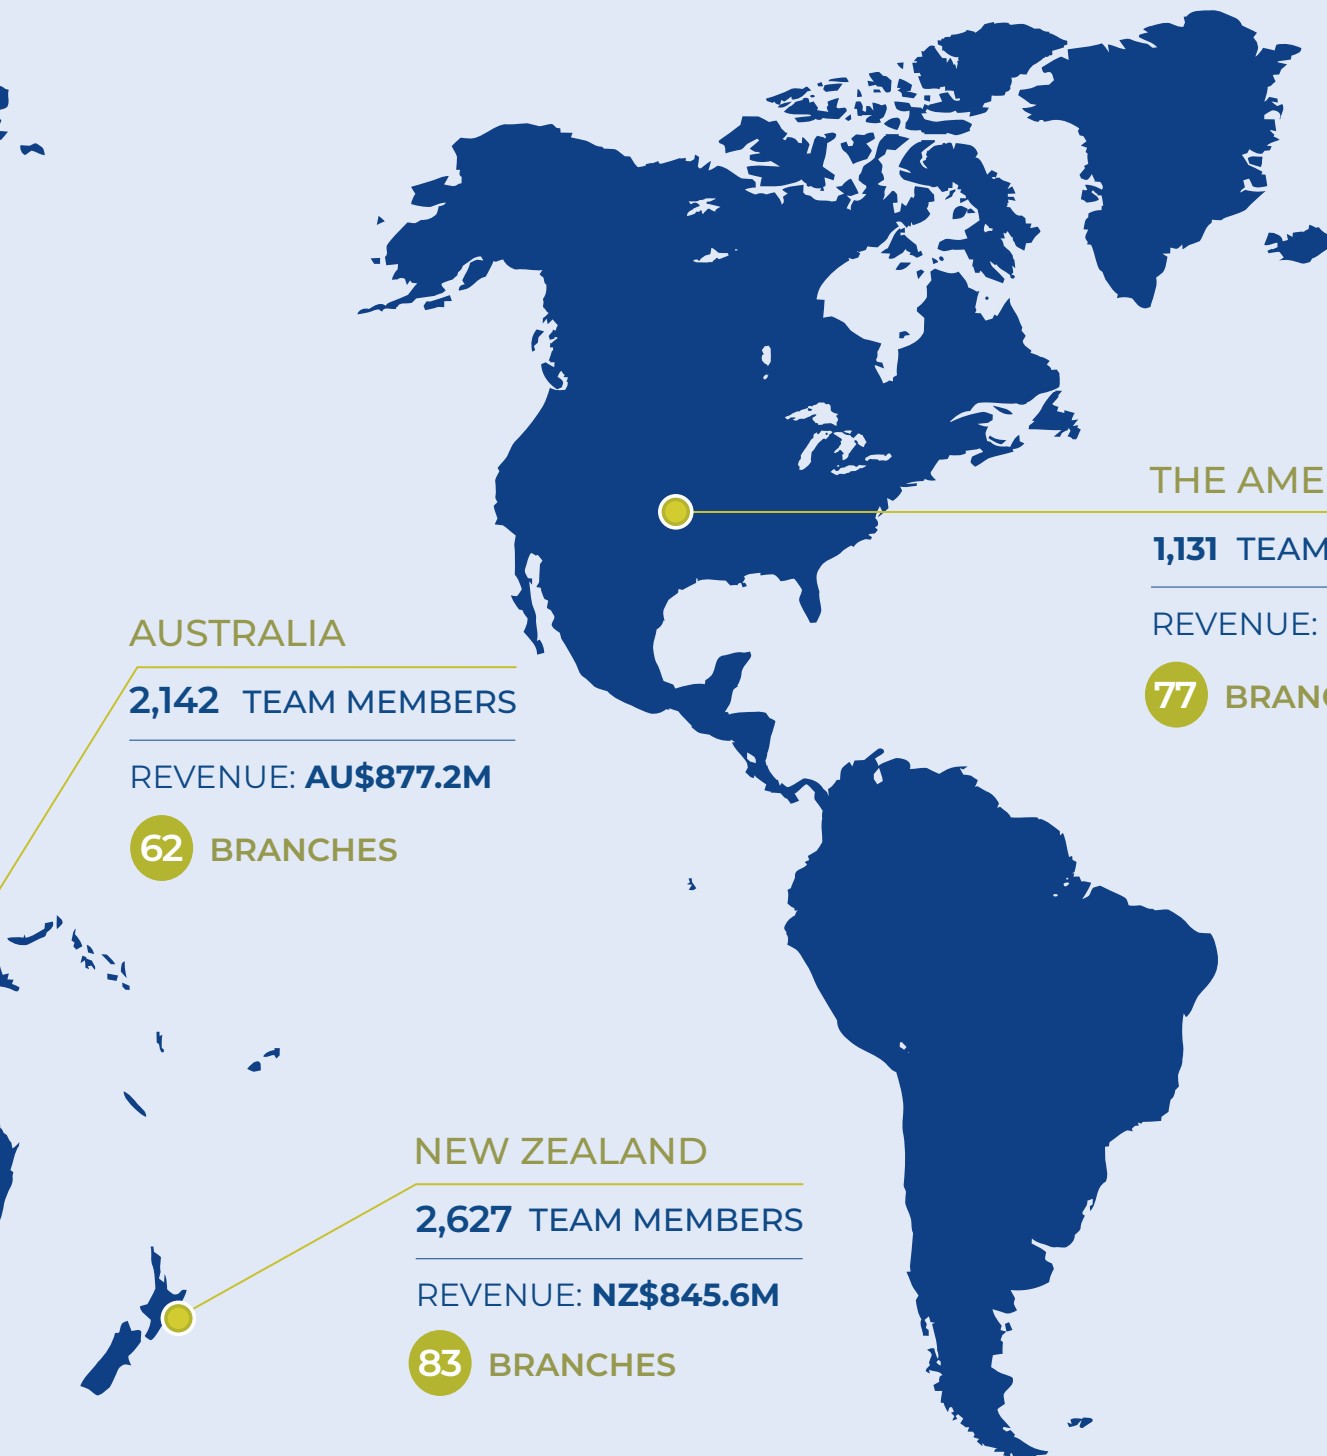 THE AME
1,131 TEAM
REVENUE:
77 BRANC
AUSTRALIA
2,142 TEAM MEMBERS
REVENUE: AU$877.2M
62 BRANCHES
NEW ZEALAND
2,627 TEAM MEMBERS
REVENUE: NZ$845.6M
83 BRANCHES